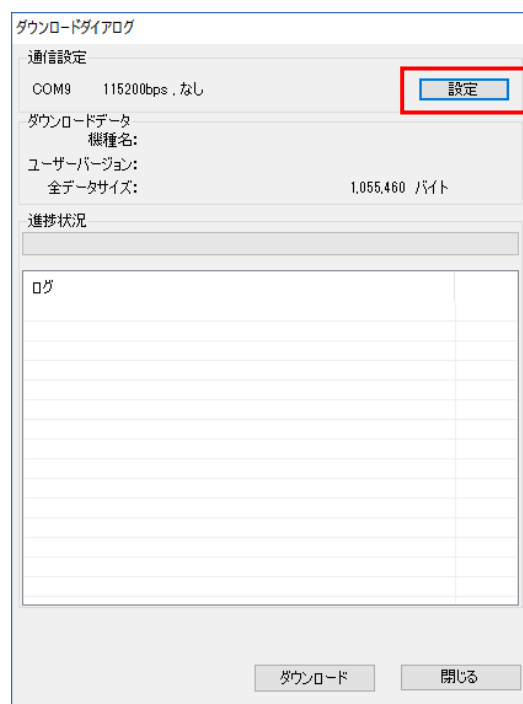 ダウンロードダイアログ
通信設定
COM9 115200bps , なし 設定
ダウンロードデータ
機種名:
ユーザーバージョン:
全データサイズ: 1,055,460 バイト
進捗状況
ログ
ダウンロード 閉じる